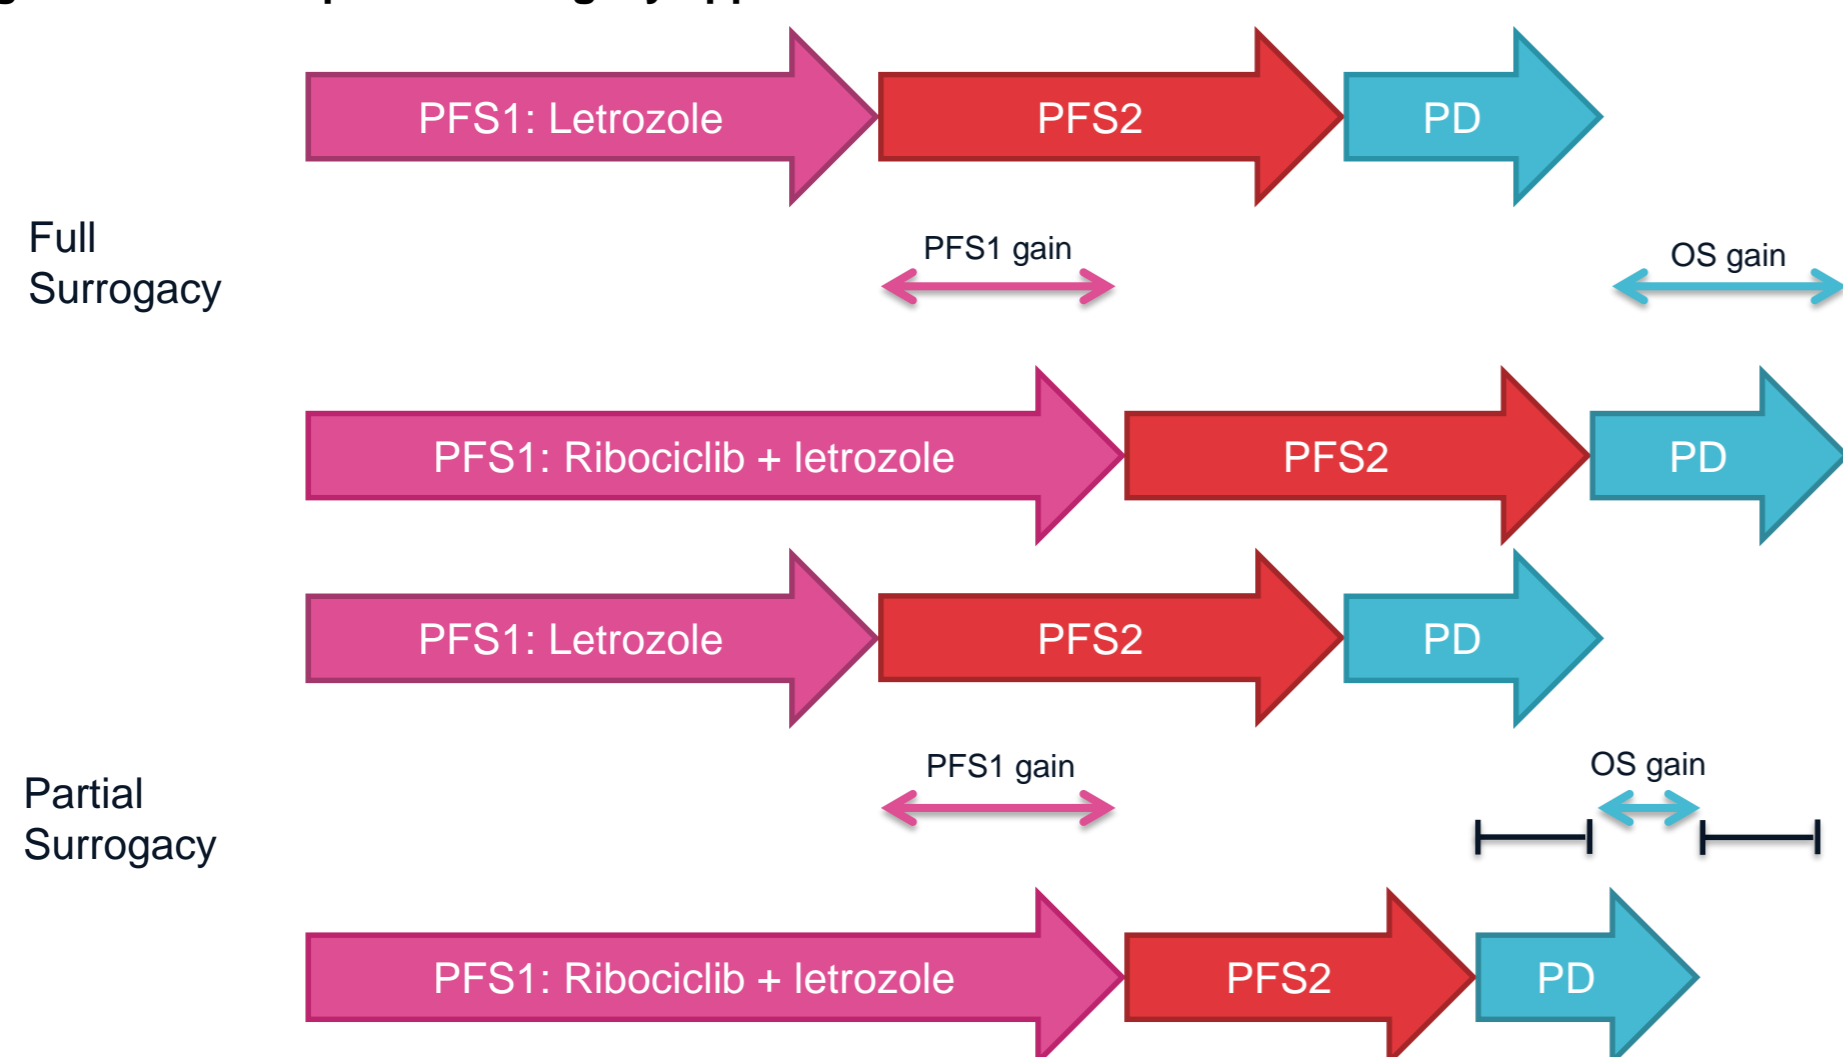 PFS1: Letrozole PFS2 PD
Full
Surrogacy
PFS1 gain OS gain
PFS1: Ribociclib + letrozole PFS2 PD
PFS1: Letrozole PFS2 PD
Partial
Surrogacy
PFS1 gain OS gain
PFS1: Ribociclib + letrozole PFS2 PD